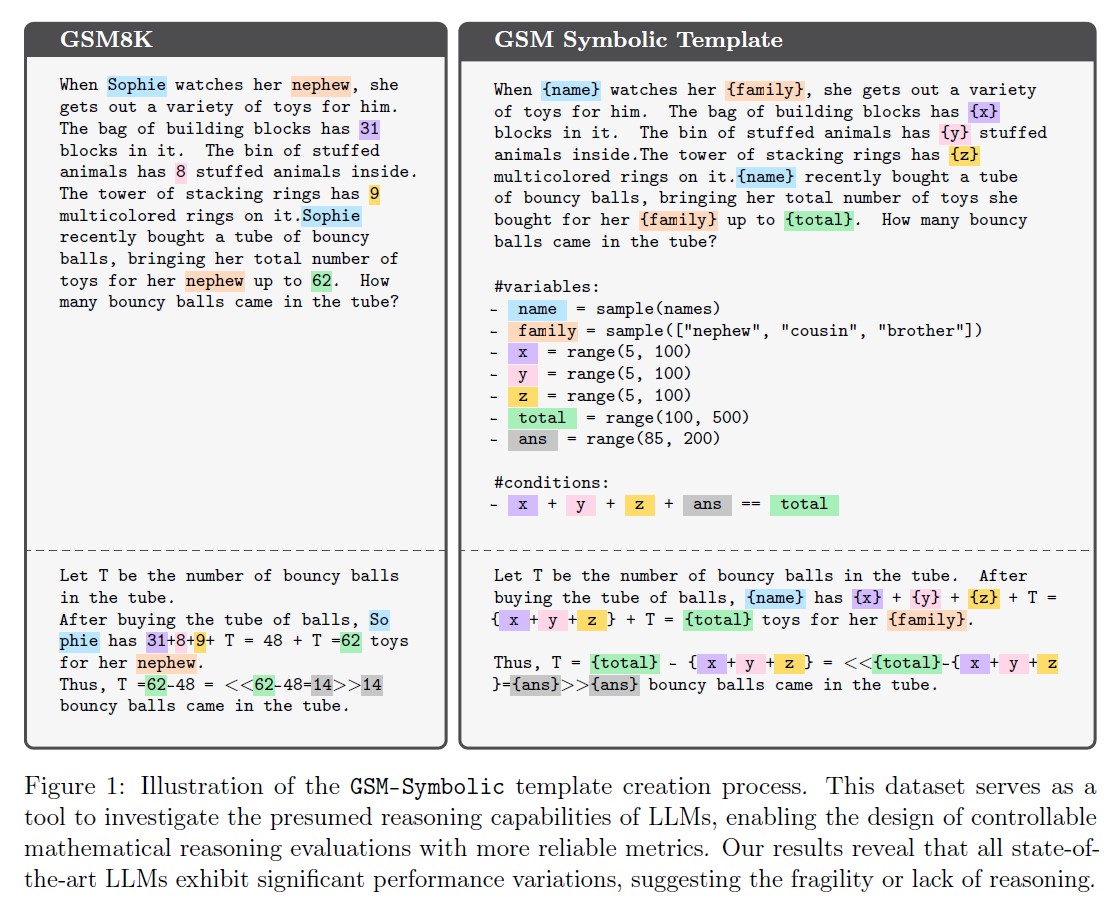 GSM8K
When Sophie watches her nephew, she
gets out a variety of toys for him.
The bag of building blocks has 31
blocks in it. The bin of stuffed
animals has 8 stuffed animals inside.
The tower of stacking rings has 9
multicolored rings on it.Sophie
recently bought a tube of bouncy
balls, bringing her total number of
toys for her nephew up to 62. How
many bouncy balls came in the tube?
Let T be the number of bouncy balls
in the tube.
After buying the tube of balls, So
phie has 31+8+9+ T = 48 + T =62 toys
for her nephew.
Thus, T =62-48 = <<62-48=14>>14
bouncy balls came in the tube.
GSM Symbolic Template
When {name} watches her {family}, she gets out a variety
of toys for him. The bag of building blocks has {x}
blocks in it. The bin of stuffed animals has {y} stuffed
animals inside.The tower of stacking rings has {z}
multicolored rings on it.{name} recently bought a tube
of bouncy balls, bringing her total number of toys she
bought for her {family} up to {total}. How many bouncy
balls came in the tube?
#variables:
- name = sample(names)
- family = sample(["nephew", "cousin", "brother"])
- x = range(5, 100)
- y = range(5, 100)
- z = range(5, 100)
- total = range(100, 500)
- ans = range(85, 200)
#conditions:
- x + y + z + ans == total
Let T be the number of bouncy balls in the tube. After
buying the tube of balls, {name} has {x} + {y} + {z} + T =
{ x + y + z } + T = {total} toys for her {family}.
Thus, T = {total} - { x + y + z } = <<{total}-{ x + y + z
}={ans}>>{ans} bouncy balls came in the tube.
Figure 1: Illustration of the GSM-Symbolic template creation process. This dataset serves as a
tool to investigate the presumed reasoning capabilities of LLMs, enabling the design of controllable
mathematical reasoning evaluations with more reliable metrics. Our results reveal that all state-of-
the-art LLMs exhibit significant performance variations, suggesting the fragility or lack of reasoning.